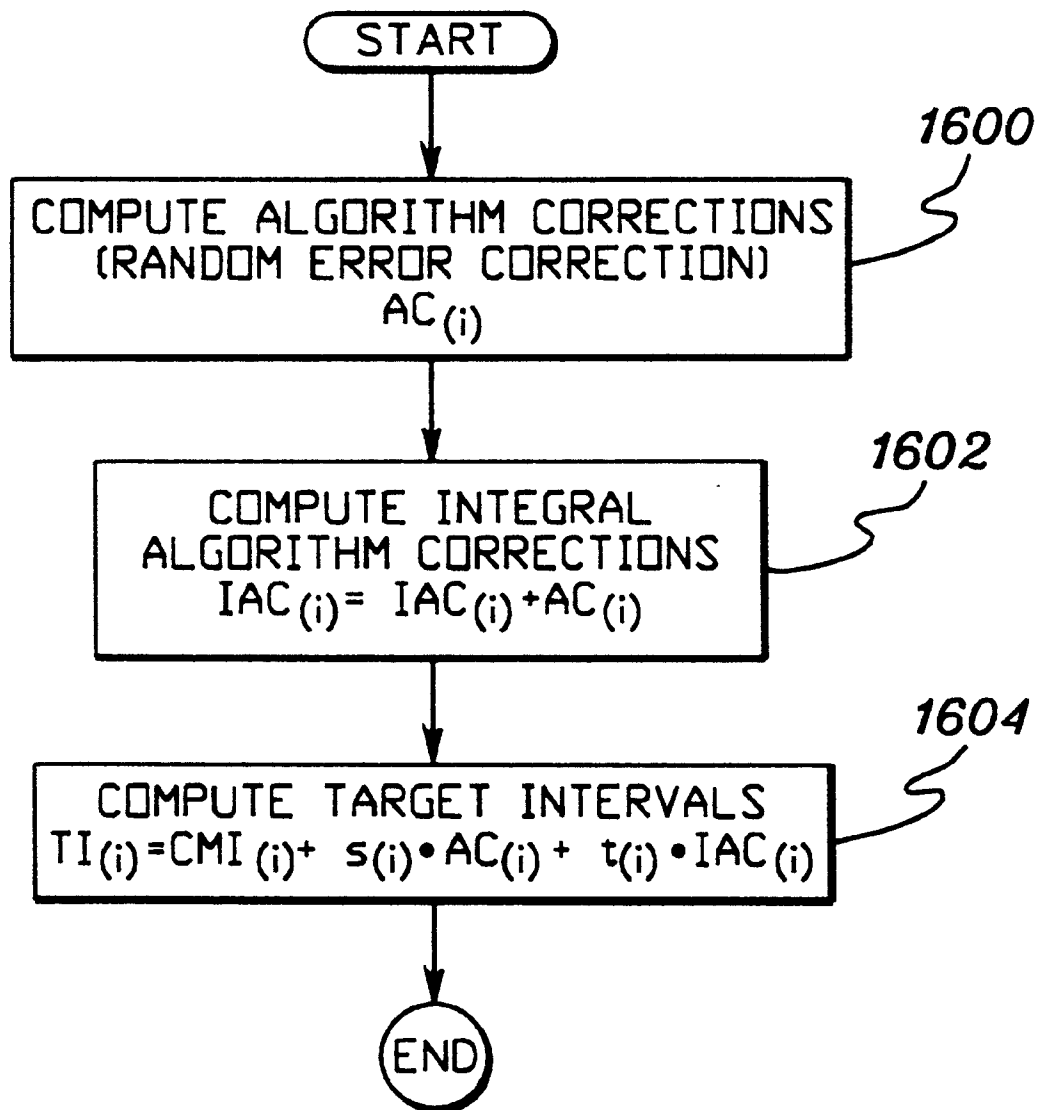 START
1600
COMPUTE ALGORITHM CORRECTIONS
(RANDOM ERROR CORRECTION)
AC(i)
1602
COMPUTE INTEGRAL
ALGORITHM CORRECTIONS
IAC(i)= IAC(i)+AC(i)
1604
COMPUTE TARGET INTERVALS
TI(i)=CMI(i)+ s(i)•AC(i)+ t(i)•IAC(i)
END